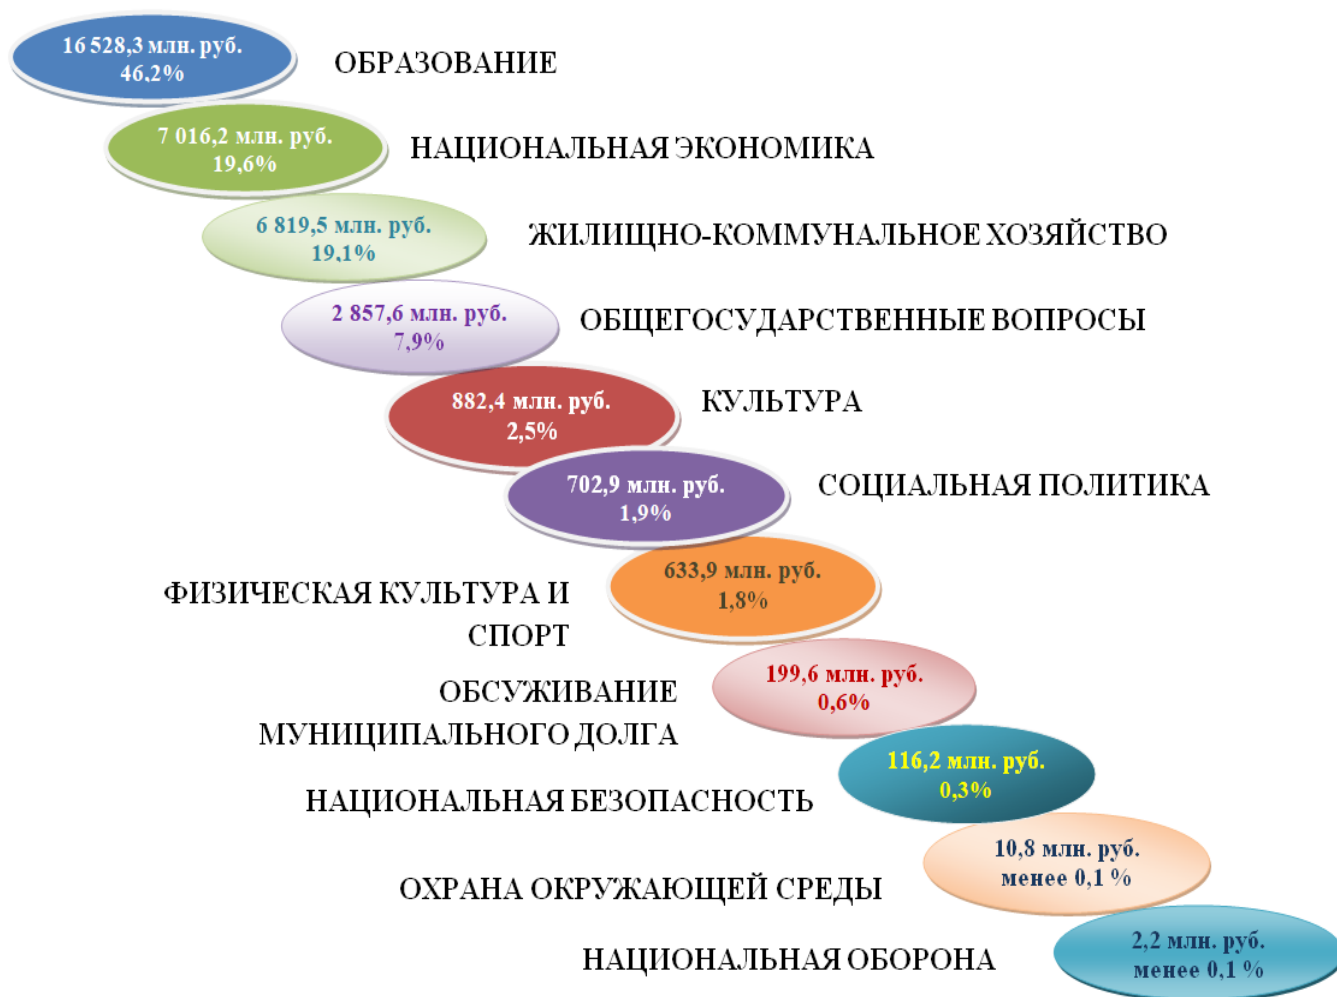 16 528,3 млн. руб.
46,2%
ОБРАЗОВАНИЕ
7 016,2 млн. руб.
19,6%
НАЦИОНАЛЬНАЯ ЭКОНОМИКА
6 819,5 млн. руб.
19,1%
ЖИЛИЩНО-КОММУНАЛЬНОЕ ХОЗЯЙСТВО
2 857,6 млн. руб.
7,9%
ОБЩЕГОСУДАРСТВЕННЫЕ ВОПРОСЫ
882,4 млн. руб.
2,5%
КУЛЬТУРА
702,9 млн. руб.
1,9%
СОЦИАЛЬНАЯ ПОЛИТИКА
633,9 млн. руб.
1,8%
ФИЗИЧЕСКАЯ КУЛЬТУРА И
СПОРТ
199,6 млн. руб.
0,6%
ОБСУЖИВАНИЕ
МУНИЦИПАЛЬНОГО ДОЛГА
116,2 млн. руб.
0,3%
НАЦИОНАЛЬНАЯ БЕЗОПАСНОСТЬ
10,8 млн. руб.
менее 0,1 %
ОХРАНА ОКРУЖАЮЩЕЙ СРЕДЫ
2,2 млн. руб.
менее 0,1 %
НАЦИОНАЛЬНАЯ ОБОРОНА